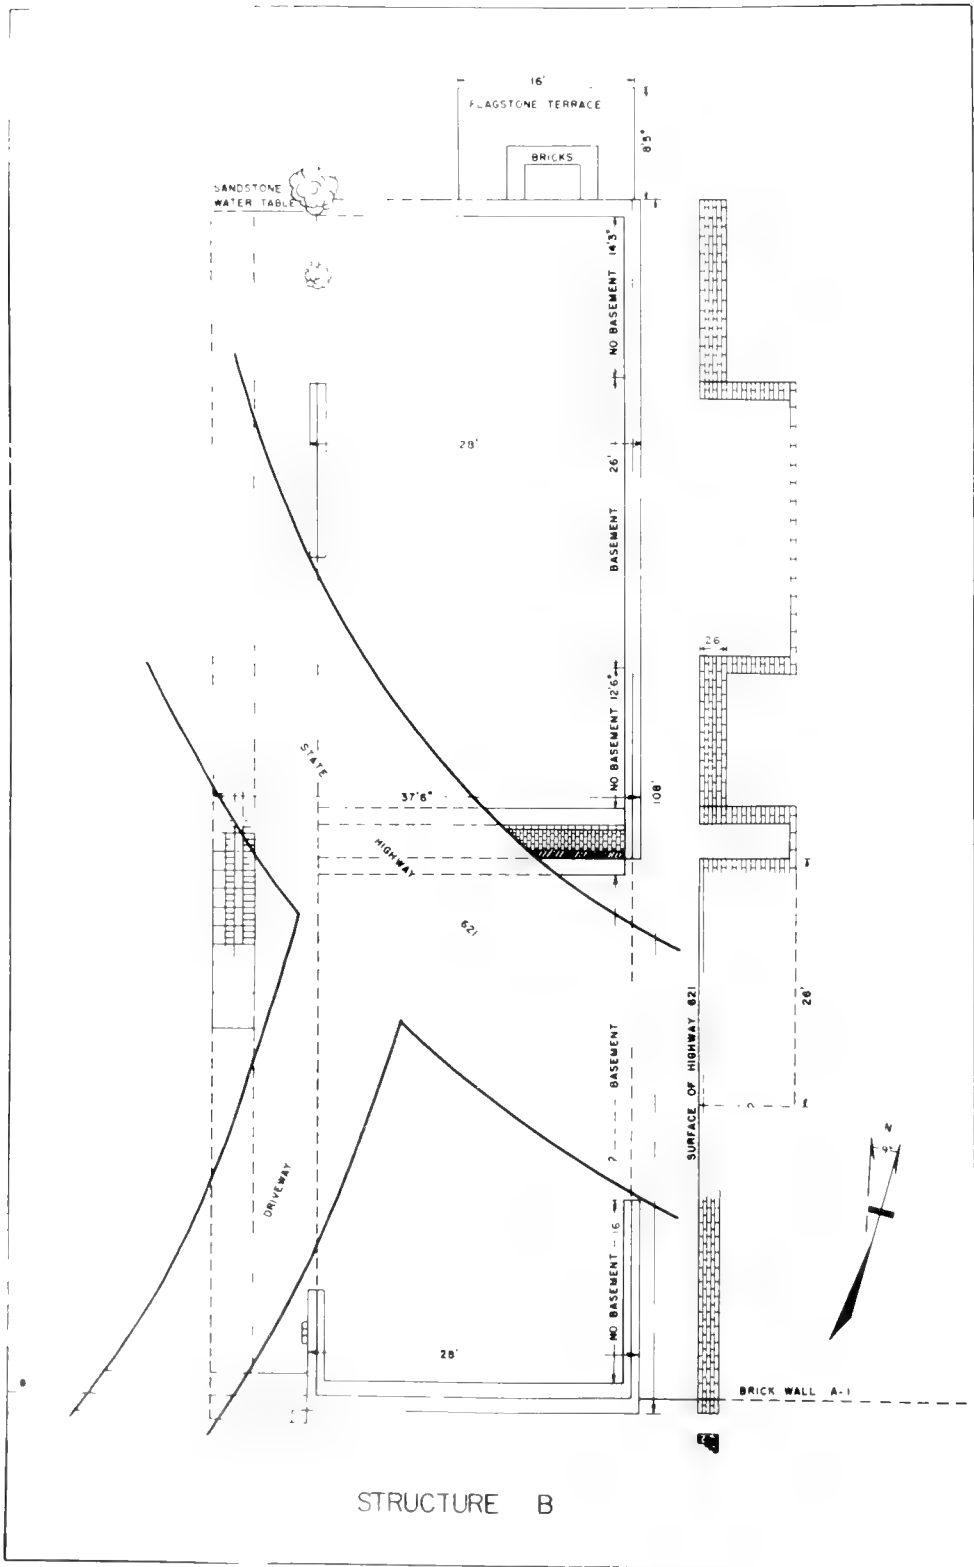 16'
FLAGSTONE TERRACE
8'5"
BRICKS
SANDSTONE
WATER TABLE
NO BASEMENT 14'3"
28'
BASEMENT 26'
26
NO BASEMENT 12'6"
STATE
37'6"
108'
HIGHWAY
621
SURFACE OF HIGHWAY 621
26'
? BASEMENT
N
DRIVEWAY
NO BASEMENT - 16
28'
BRICK WALL A-1
STRUCTURE B